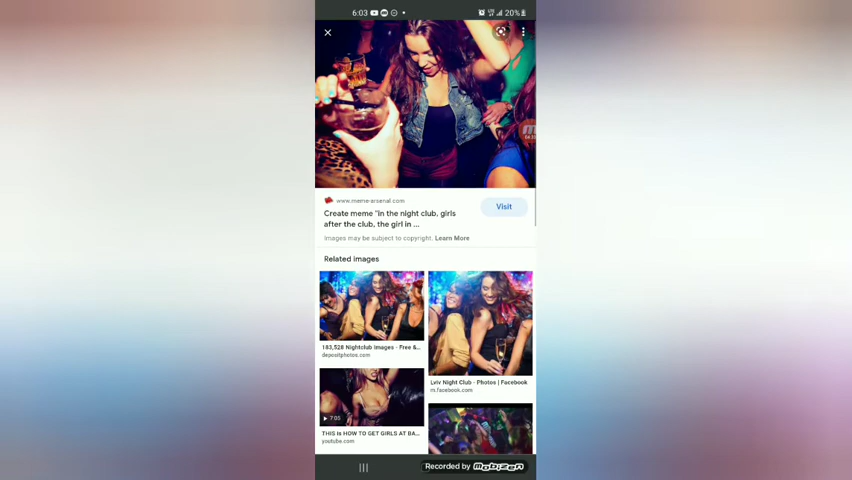 6:03
20%
www.meme-arsenal.com
Create meme "In the night club, girls
after the club, the girl in ...
Visit
Images may be subject to copyright. Learn More
Related images
183,528 Nightclub Images - Free &...
depositphotos.com
Lviv Night Club - Photos | Facebook
m.facebook.com
7:00
THIS is HOW TO GET GIRLS AT BA...
youtube.com
Recorded by mobizen